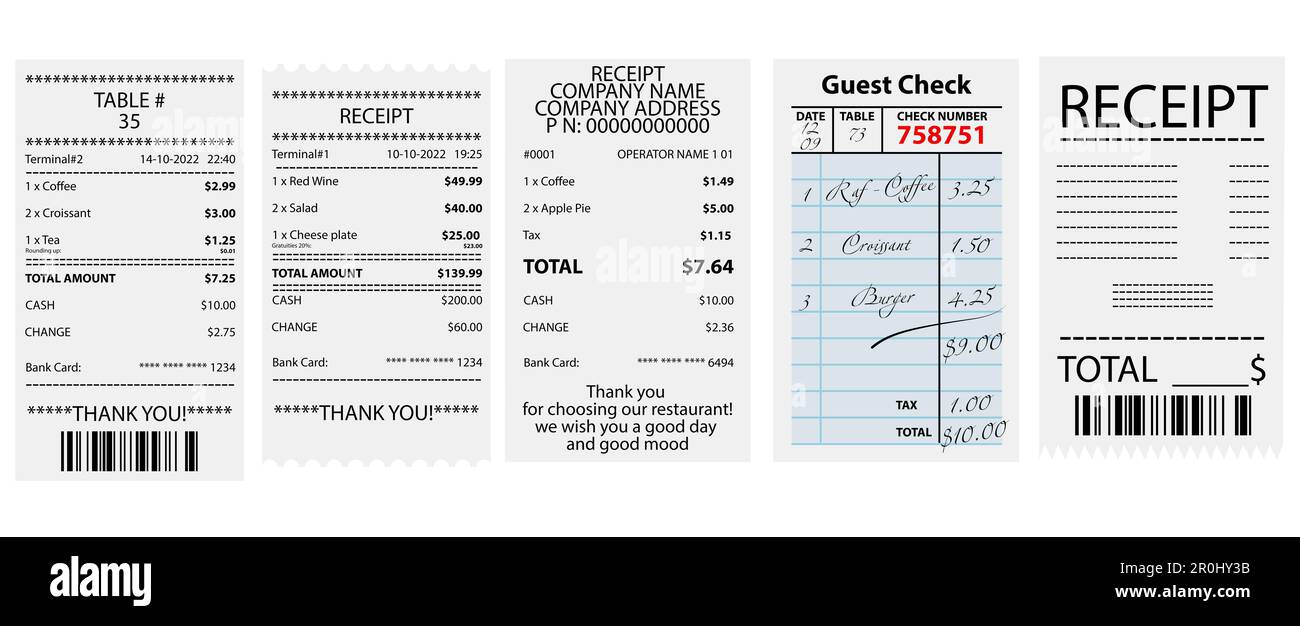 **********************
TABLE #
35
**********************
Terminal#2 14-10-2022 22:40
1 x Coffee $2.99
2 x Croissant $3.00
1 x Tea $1.25
Rounding up: $0.01
TOTAL AMOUNT $7.25
CASH $10.00
CHANGE $2.75
Bank Card: **** **** **** 1234
*****THANK YOU!*****
**********************
RECEIPT
**********************
Terminal#1 10-10-2022 19:25
1 x Red Wine $49.99
2 x Salad $40.00
1 x Cheese plate $25.00
Gratuities 20%: $23.00
TOTAL AMOUNT $139.99
CASH $200.00
CHANGE $60.00
Bank Card: **** **** **** 1234
*****THANK YOU!*****
RECEIPT
COMPANY NAME
COMPANY ADDRESS
P N: 00000000000
#0001 OPERATOR NAME 1 01
1 x Coffee $1.49
2 x Apple Pie $5.00
Tax $1.15
TOTAL $7.64
CASH $10.00
CHANGE $2.36
Bank Card: **** **** **** 6494
Thank you
for choosing our restaurant!
we wish you a good day
and good mood
Guest Check
DATE TABLE CHECK NUMBER
12 09 73 758751
1 Raf - Coffee 3.25
2 Croissant 1.50
3 Burger 4.25
$9.00
TAX 1.00
TOTAL $10.00
RECEIPT
TOTAL ______$
alamy
alamy
alamy
a
a
a
a
alamy
www.alamy.com
Image ID: 2R0HY3B